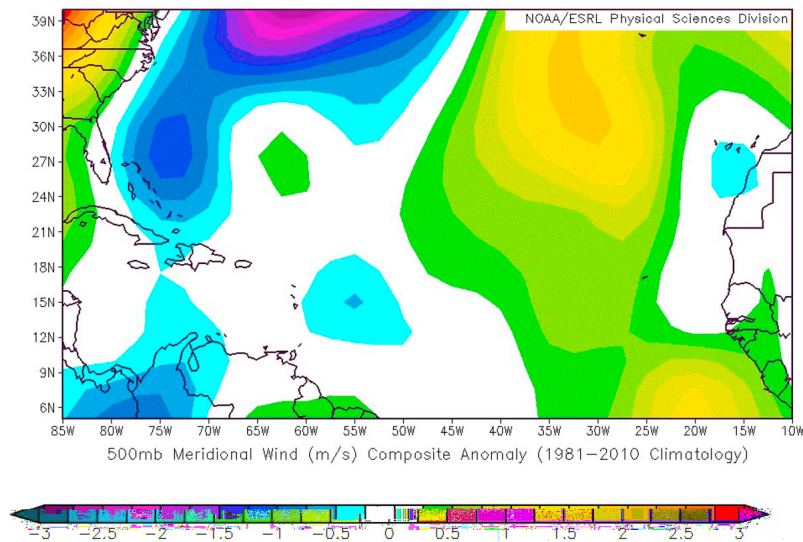 NOAA/ESRL Physical Sciences Division
39N
36N
33N
30N
27N
24N
21N
18N
15N
12N
9N
6N
85W 80W 75W 70W 65W 60W 55W 50W 45W 40W 35W 30W 25W 20W 15W 10W
500mb Meridional Wind (m/s) Composite Anomaly (1981−2010 Climatology)
−3 −2.5 −2 −1.5 −1 −0.5 0 0.5 1 1.5 2 2.5 3